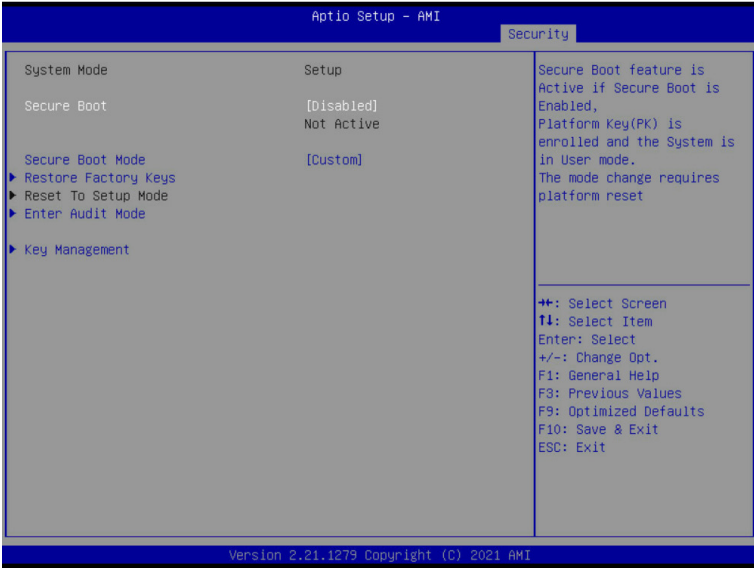 Aptio Setup – AMI
Security
System Mode Setup
Secure Boot [Disabled]
Not Active
Secure Boot Mode [Custom]
Restore Factory Keys
Reset To Setup Mode
Enter Audit Mode
Key Management
Secure Boot feature is
Active if Secure Boot is
Enabled,
Platform Key(PK) is
enrolled and the System is
in User mode.
The mode change requires
platform reset
→←: Select Screen
↑↓: Select Item
Enter: Select
+/-: Change Opt.
F1: General Help
F3: Previous Values
F9: Optimized Defaults
F10: Save & Exit
ESC: Exit
Version 2.21.1279 Copyright (C) 2021 AMI